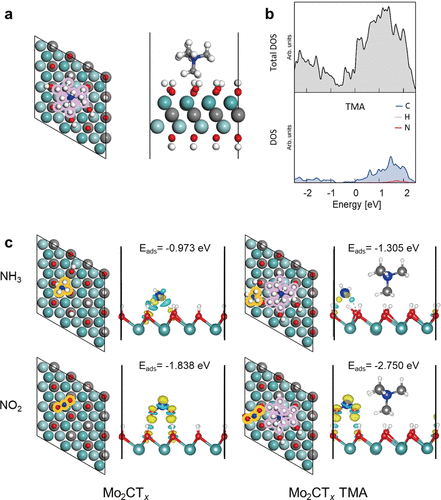 a
b
Total DOS
Arb. units
TMA
C
H
N
DOS
Arb. units
-2 -1 0 1 2
Energy [eV]
c
NH3
Eads= -0.973 eV
Eads= -1.305 eV
NO2
Eads= -1.838 eV
Eads= -2.750 eV
Mo2CTx
Mo2CTx TMA